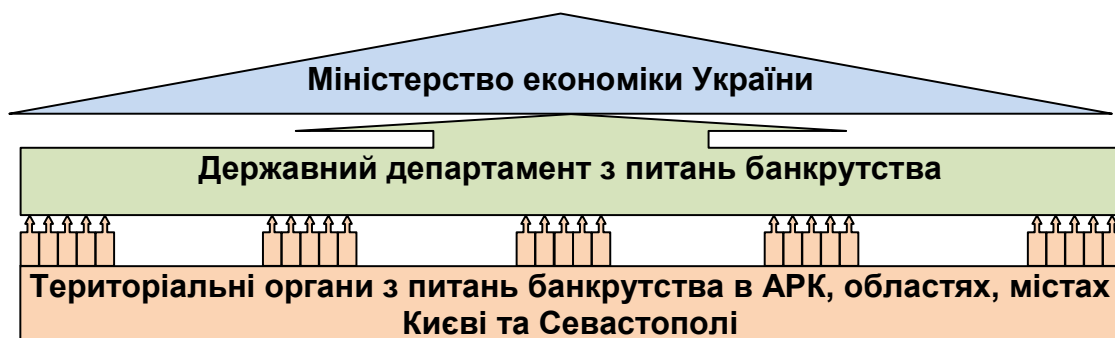 Міністерство економіки України
Державний департамент з питань банкрутства
Територіальні органи з питань банкрутства в АРК, областях, містах
Києві та Севастополі